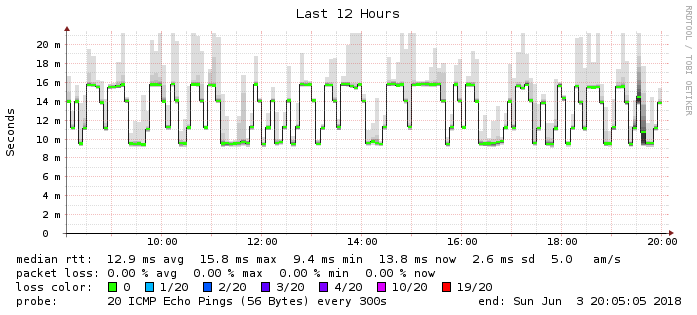 Last 12 Hours
RRDTOOL / TOBI OETIKER
Seconds
20 m
18 m
16 m
14 m
12 m
10 m
8 m
6 m
4 m
2 m
0
10:00 12:00 14:00 16:00 18:00 20:00
median rtt: 12.9 ms avg 15.8 ms max 9.4 ms min 13.8 ms now 2.6 ms sd 5.0 am/s
packet loss: 0.00 % avg 0.00 % max 0.00 % min 0.00 % now
loss color: 0 1/20 2/20 3/20 4/20 10/20 19/20
probe: 20 ICMP Echo Pings (56 Bytes) every 300s end: Sun Jun 3 20:05:05 2018